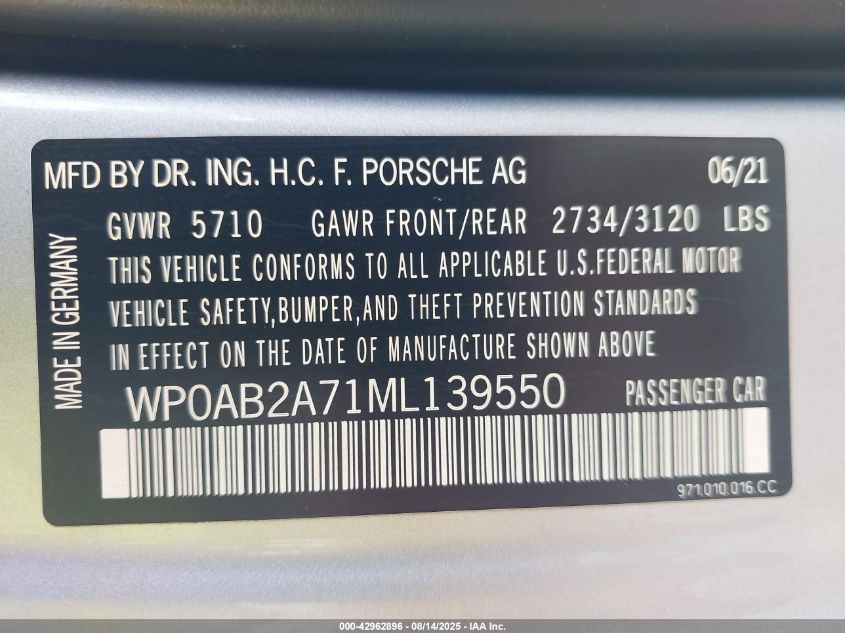 MFD BY DR. ING. H.C. F. PORSCHE AG 06/21
GVWR 5710 GAWR FRONT/REAR 2734/3120 LBS
THIS VEHICLE CONFORMS TO ALL APPLICABLE U.S.FEDERAL MOTOR
VEHICLE SAFETY,BUMPER,AND THEFT PREVENTION STANDARDS
IN EFFECT ON THE DATE OF MANUFACTURE SHOWN ABOVE
MADE IN GERMANY
WP0AB2A71ML139550 PASSENGER CAR
971.010.016.CC
000-42962896 - 08/14/2025 - IAA Inc.